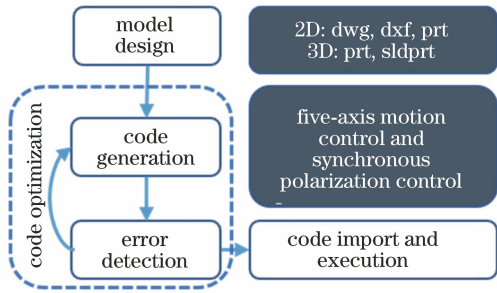 model
design
2D: dwg, dxf, prt
3D: prt, sldprt
code optimization
code
generation
five-axis motion
control and
synchronous
polarization control
error
detection
code import and
execution